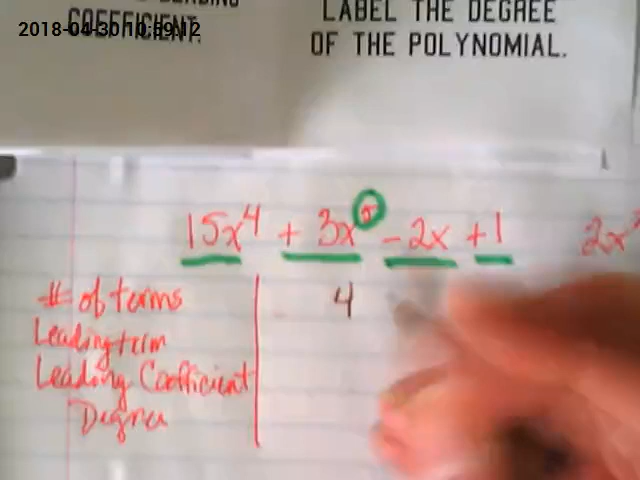 COEFFICIENT.
2018-04-30 10:59:12
LABEL THE DEGREE
OF THE POLYNOMIAL.
15x⁴ + 3x - 2x + 1
2x
# of terms
4
Leading term
Leading Coefficient
Degree